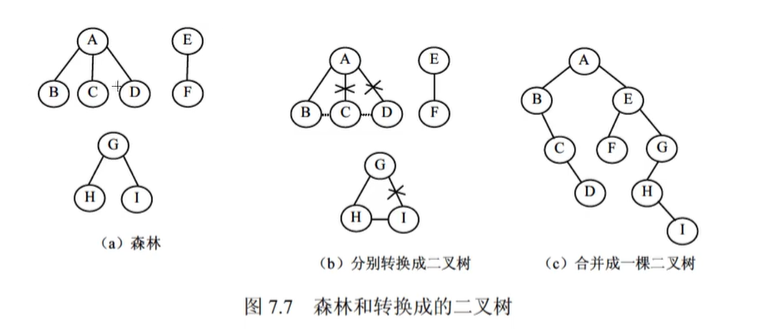 A
E
B C D F
G
H I
（a）森林
A
E
B C D F
G
H I
（b）分别转换成二叉树
A
B E
C F G
D H
I
（c）合并成一棵二叉树
图 7.7 森林和转换成的二叉树